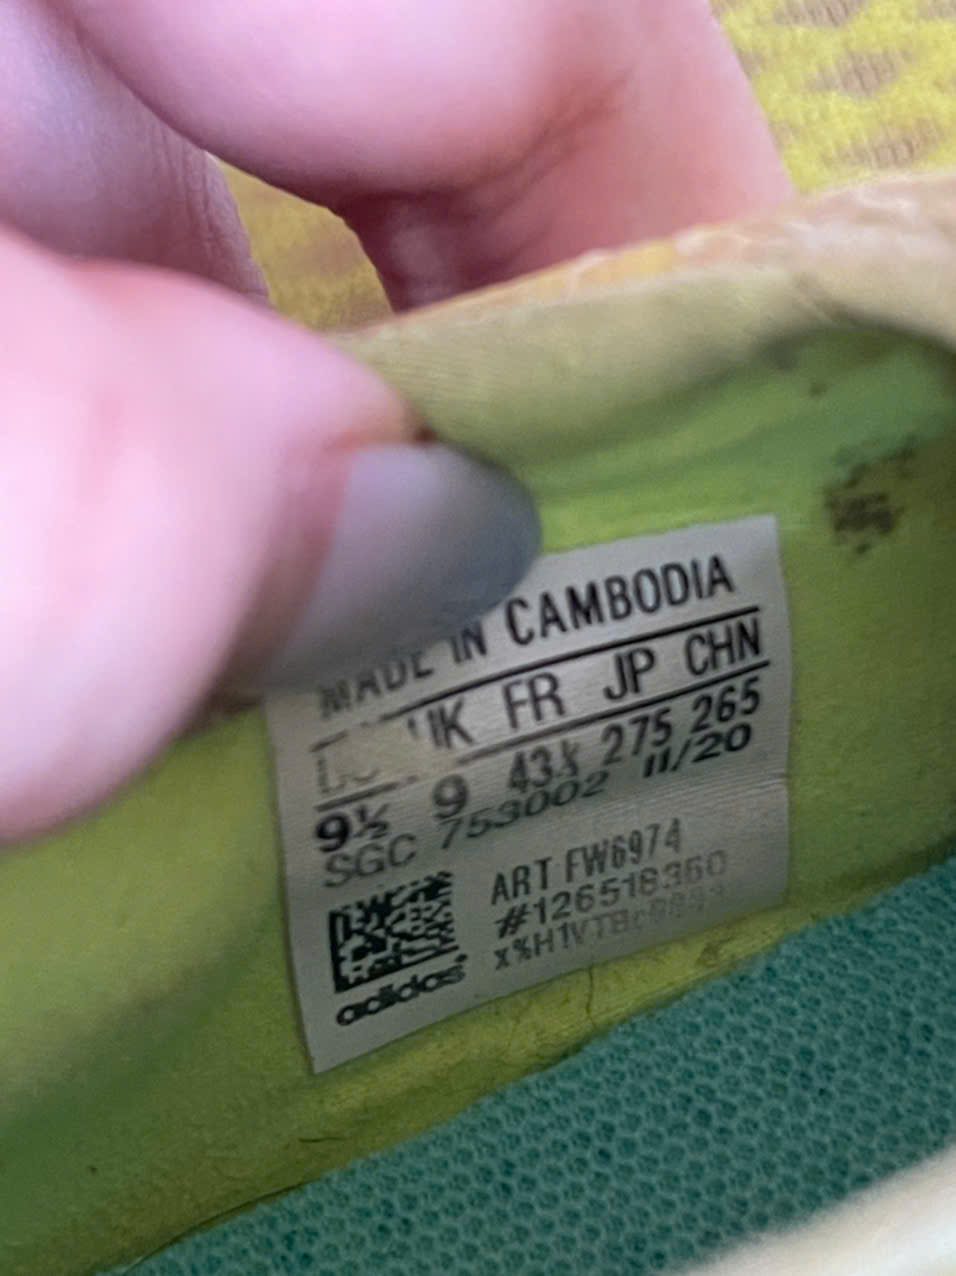 MADE IN CAMBODIA
UK FR JP CHN
9½ 9 43⅓ 275 265
SGC 753002 11/20
ART FW6974
#126518360
adidas